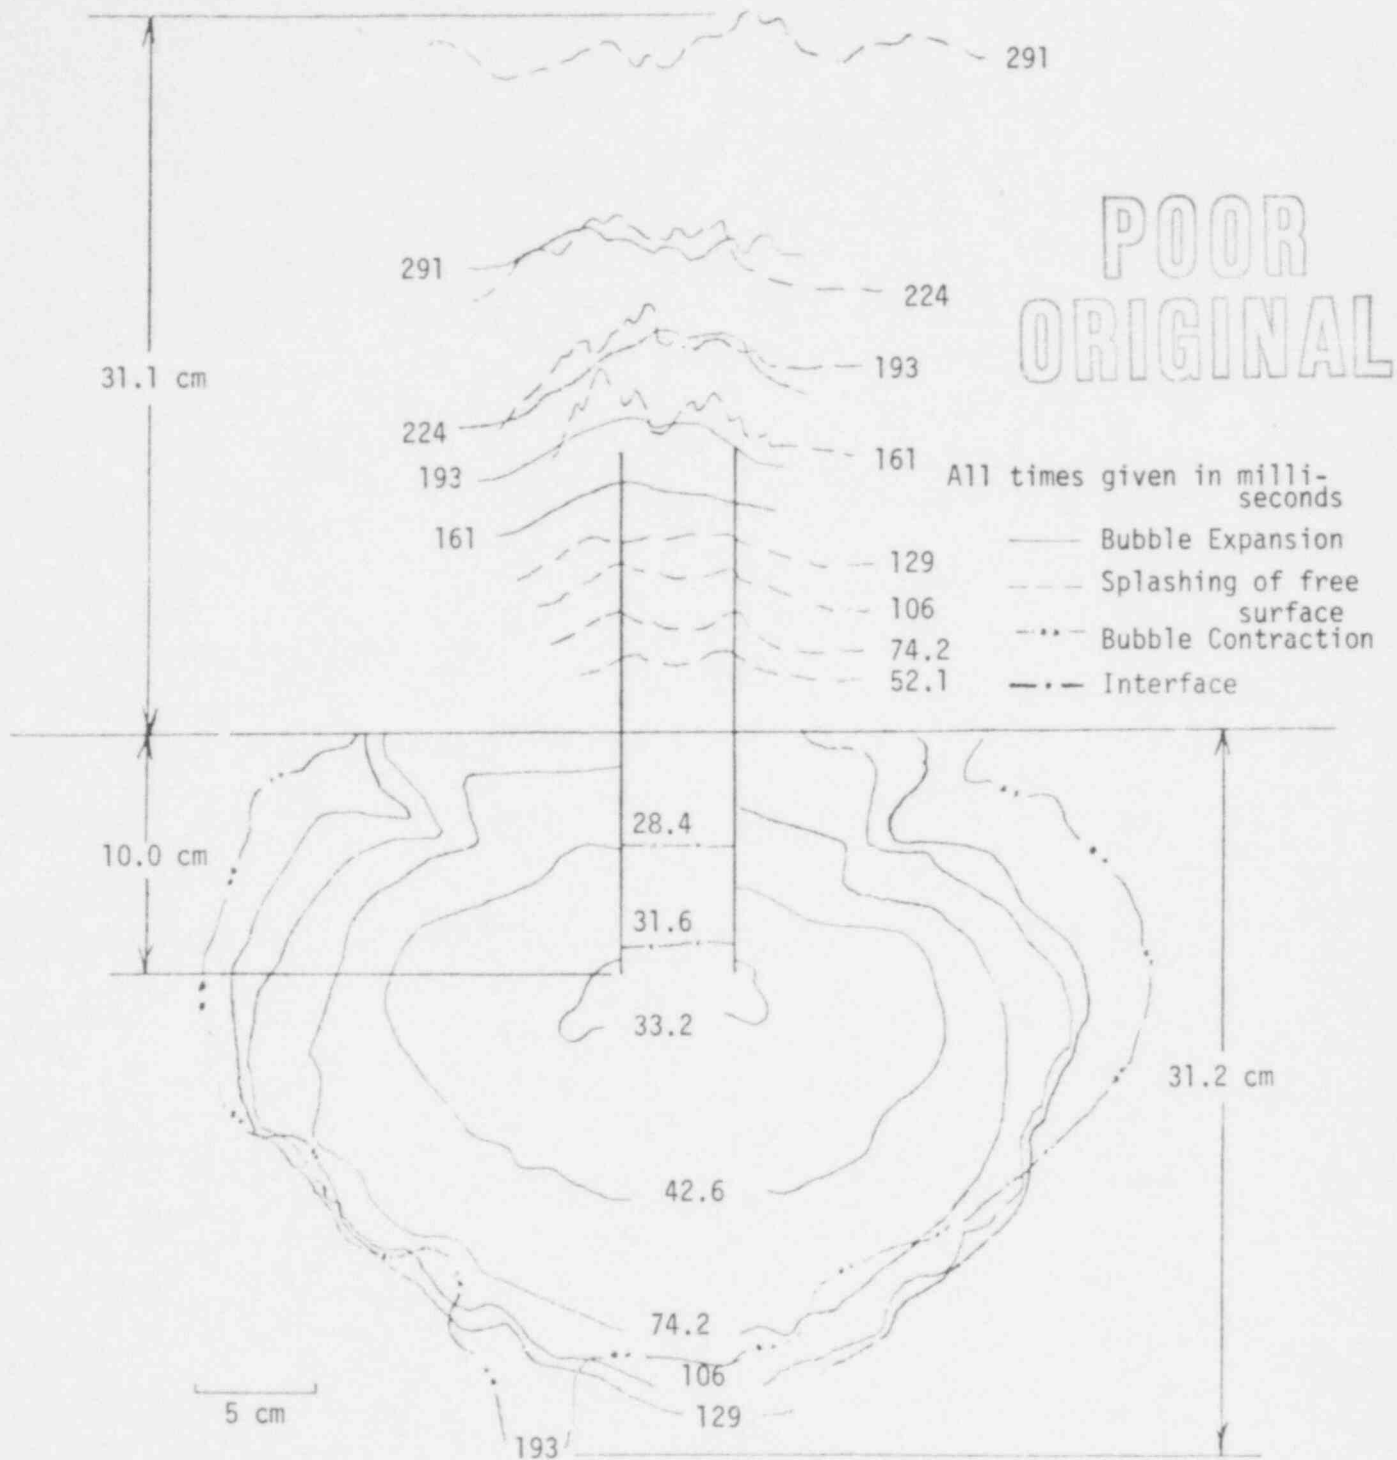 291
POOR
ORIGINAL
291
224
31.1 cm
193
224
161
193
All times given in milli-
seconds
161
Bubble Expansion
129
Splashing of free
surface
106
Bubble Contraction
74.2
52.1
Interface
28.4
10.0 cm
31.6
33.2
31.2 cm
42.6
74.2
106
5 cm
129
193